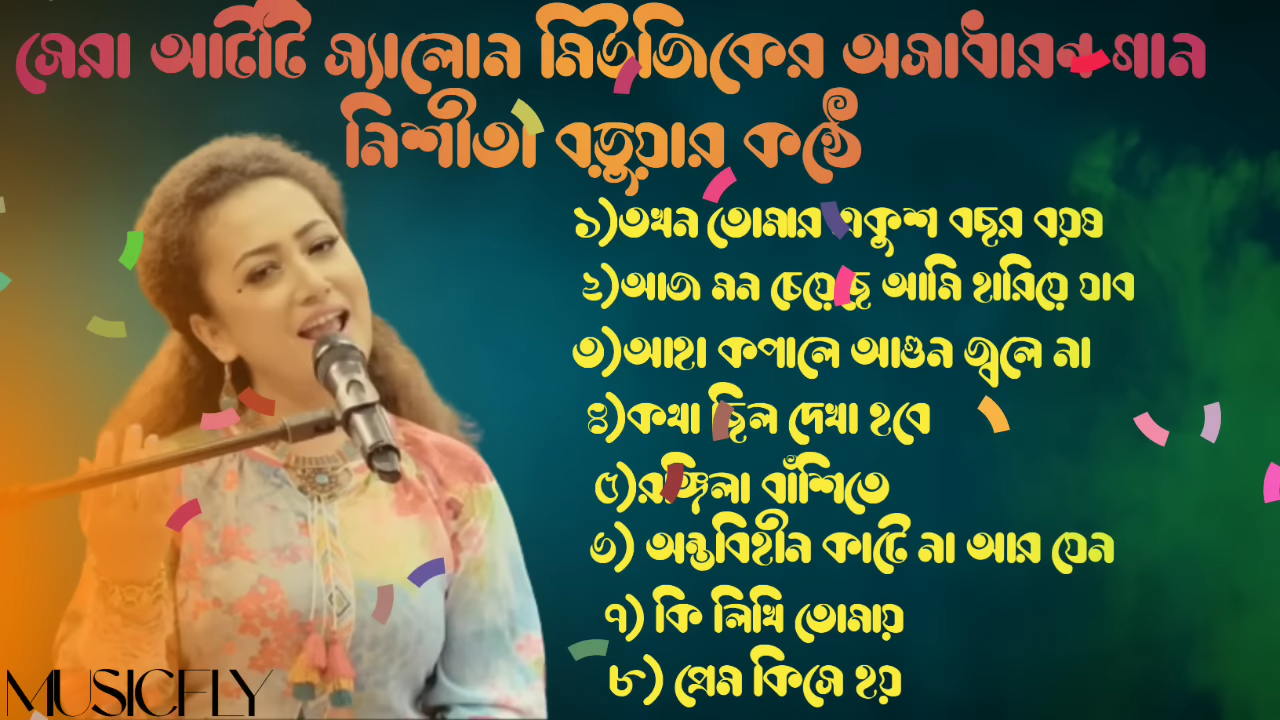 সেরা আটটি স্যালোন মিউজিকের অসাধারণ গান
নিশীতা বড়ুয়ার কণ্ঠে
১)তখন তোমার একুশ বছর বয়ষ
২)আজ মন চেয়েছে আমি হারিয়ে যাব
৩)আহা কপালে আগুন জ্বলে না
৪)কথা ছিল দেখা হবে
৫)রঙ্গিলা বাঁশিতে
৬) অন্তবিহীন কাটে না আর যেন
৭) কি লিখি তোমায়
৮) প্রেম কিসে হয়
MUSICFLY